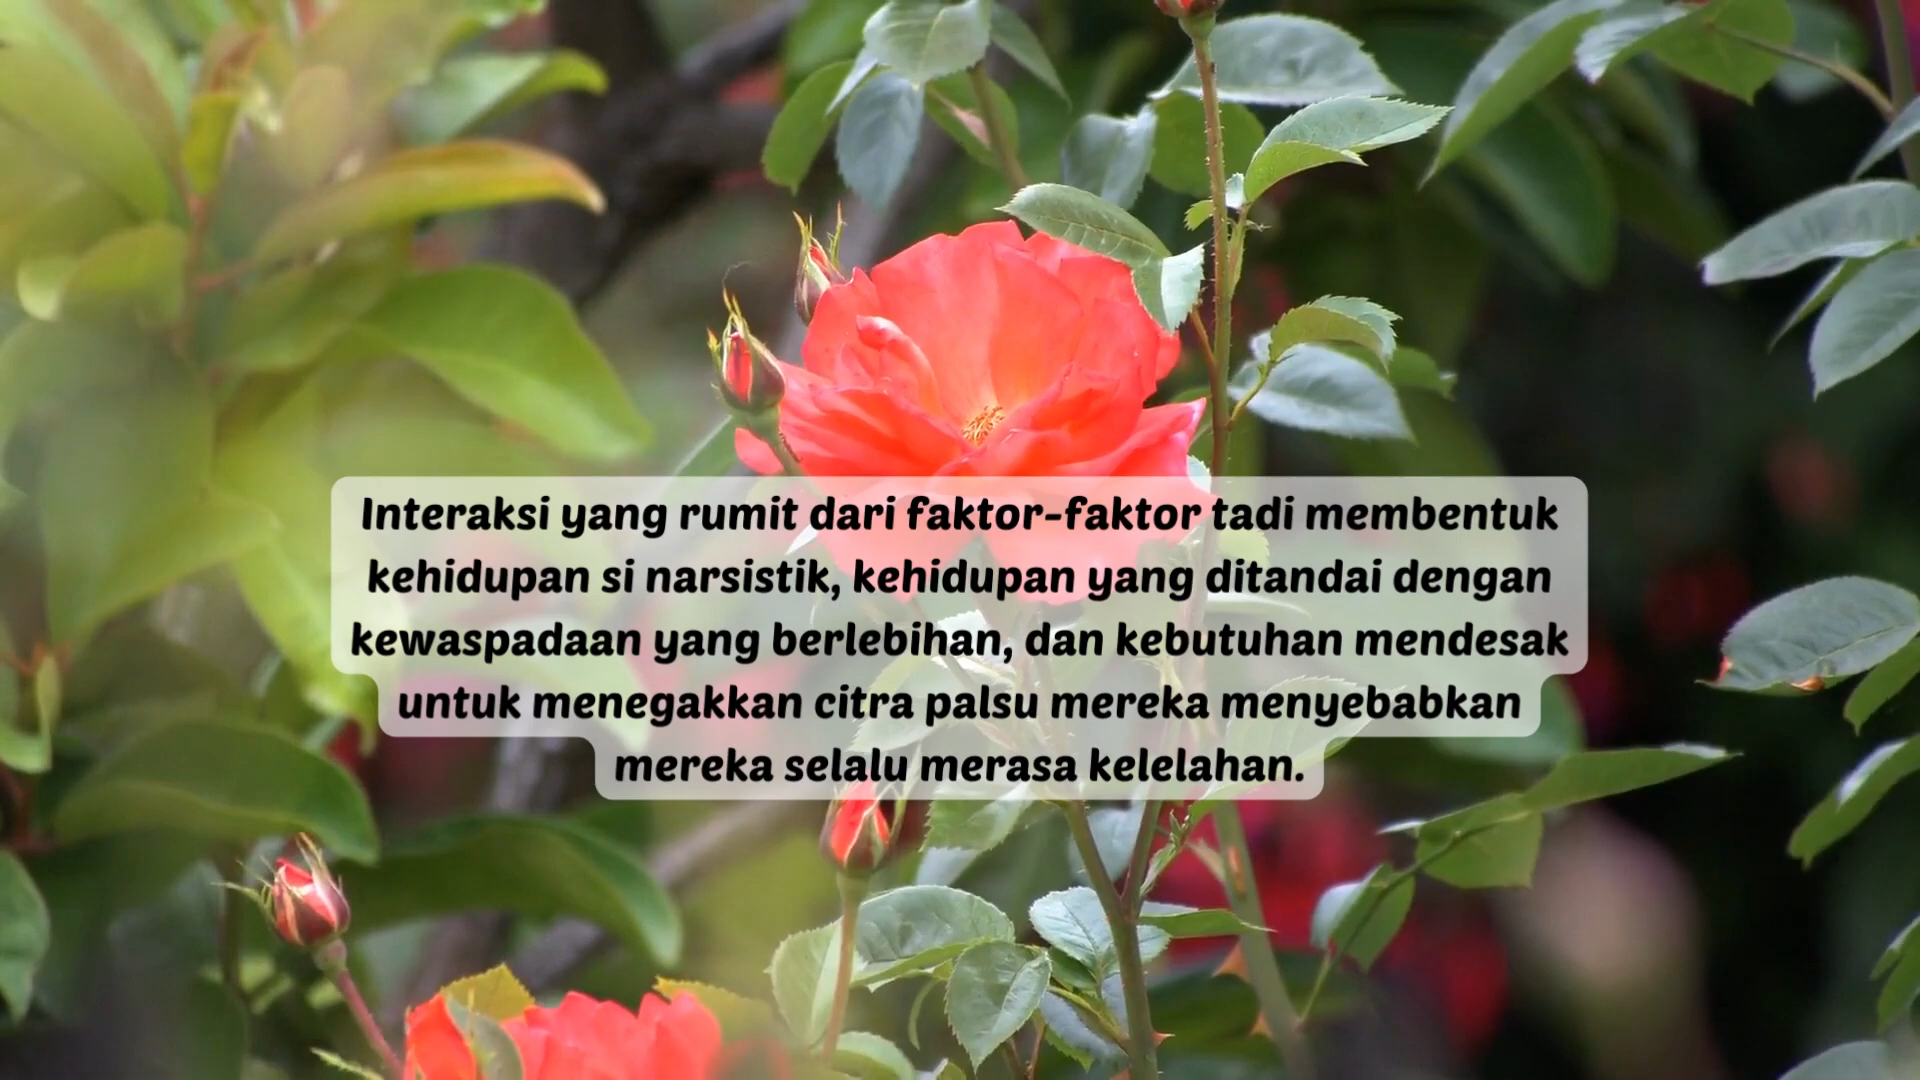 Interaksi yang rumit dari faktor-faktor tadi membentuk
kehidupan si narsistik, kehidupan yang ditandai dengan
kewaspadaan yang berlebihan, dan kebutuhan mendesak
untuk menegakkan citra palsu mereka menyebabkan
mereka selalu merasa kelelahan.